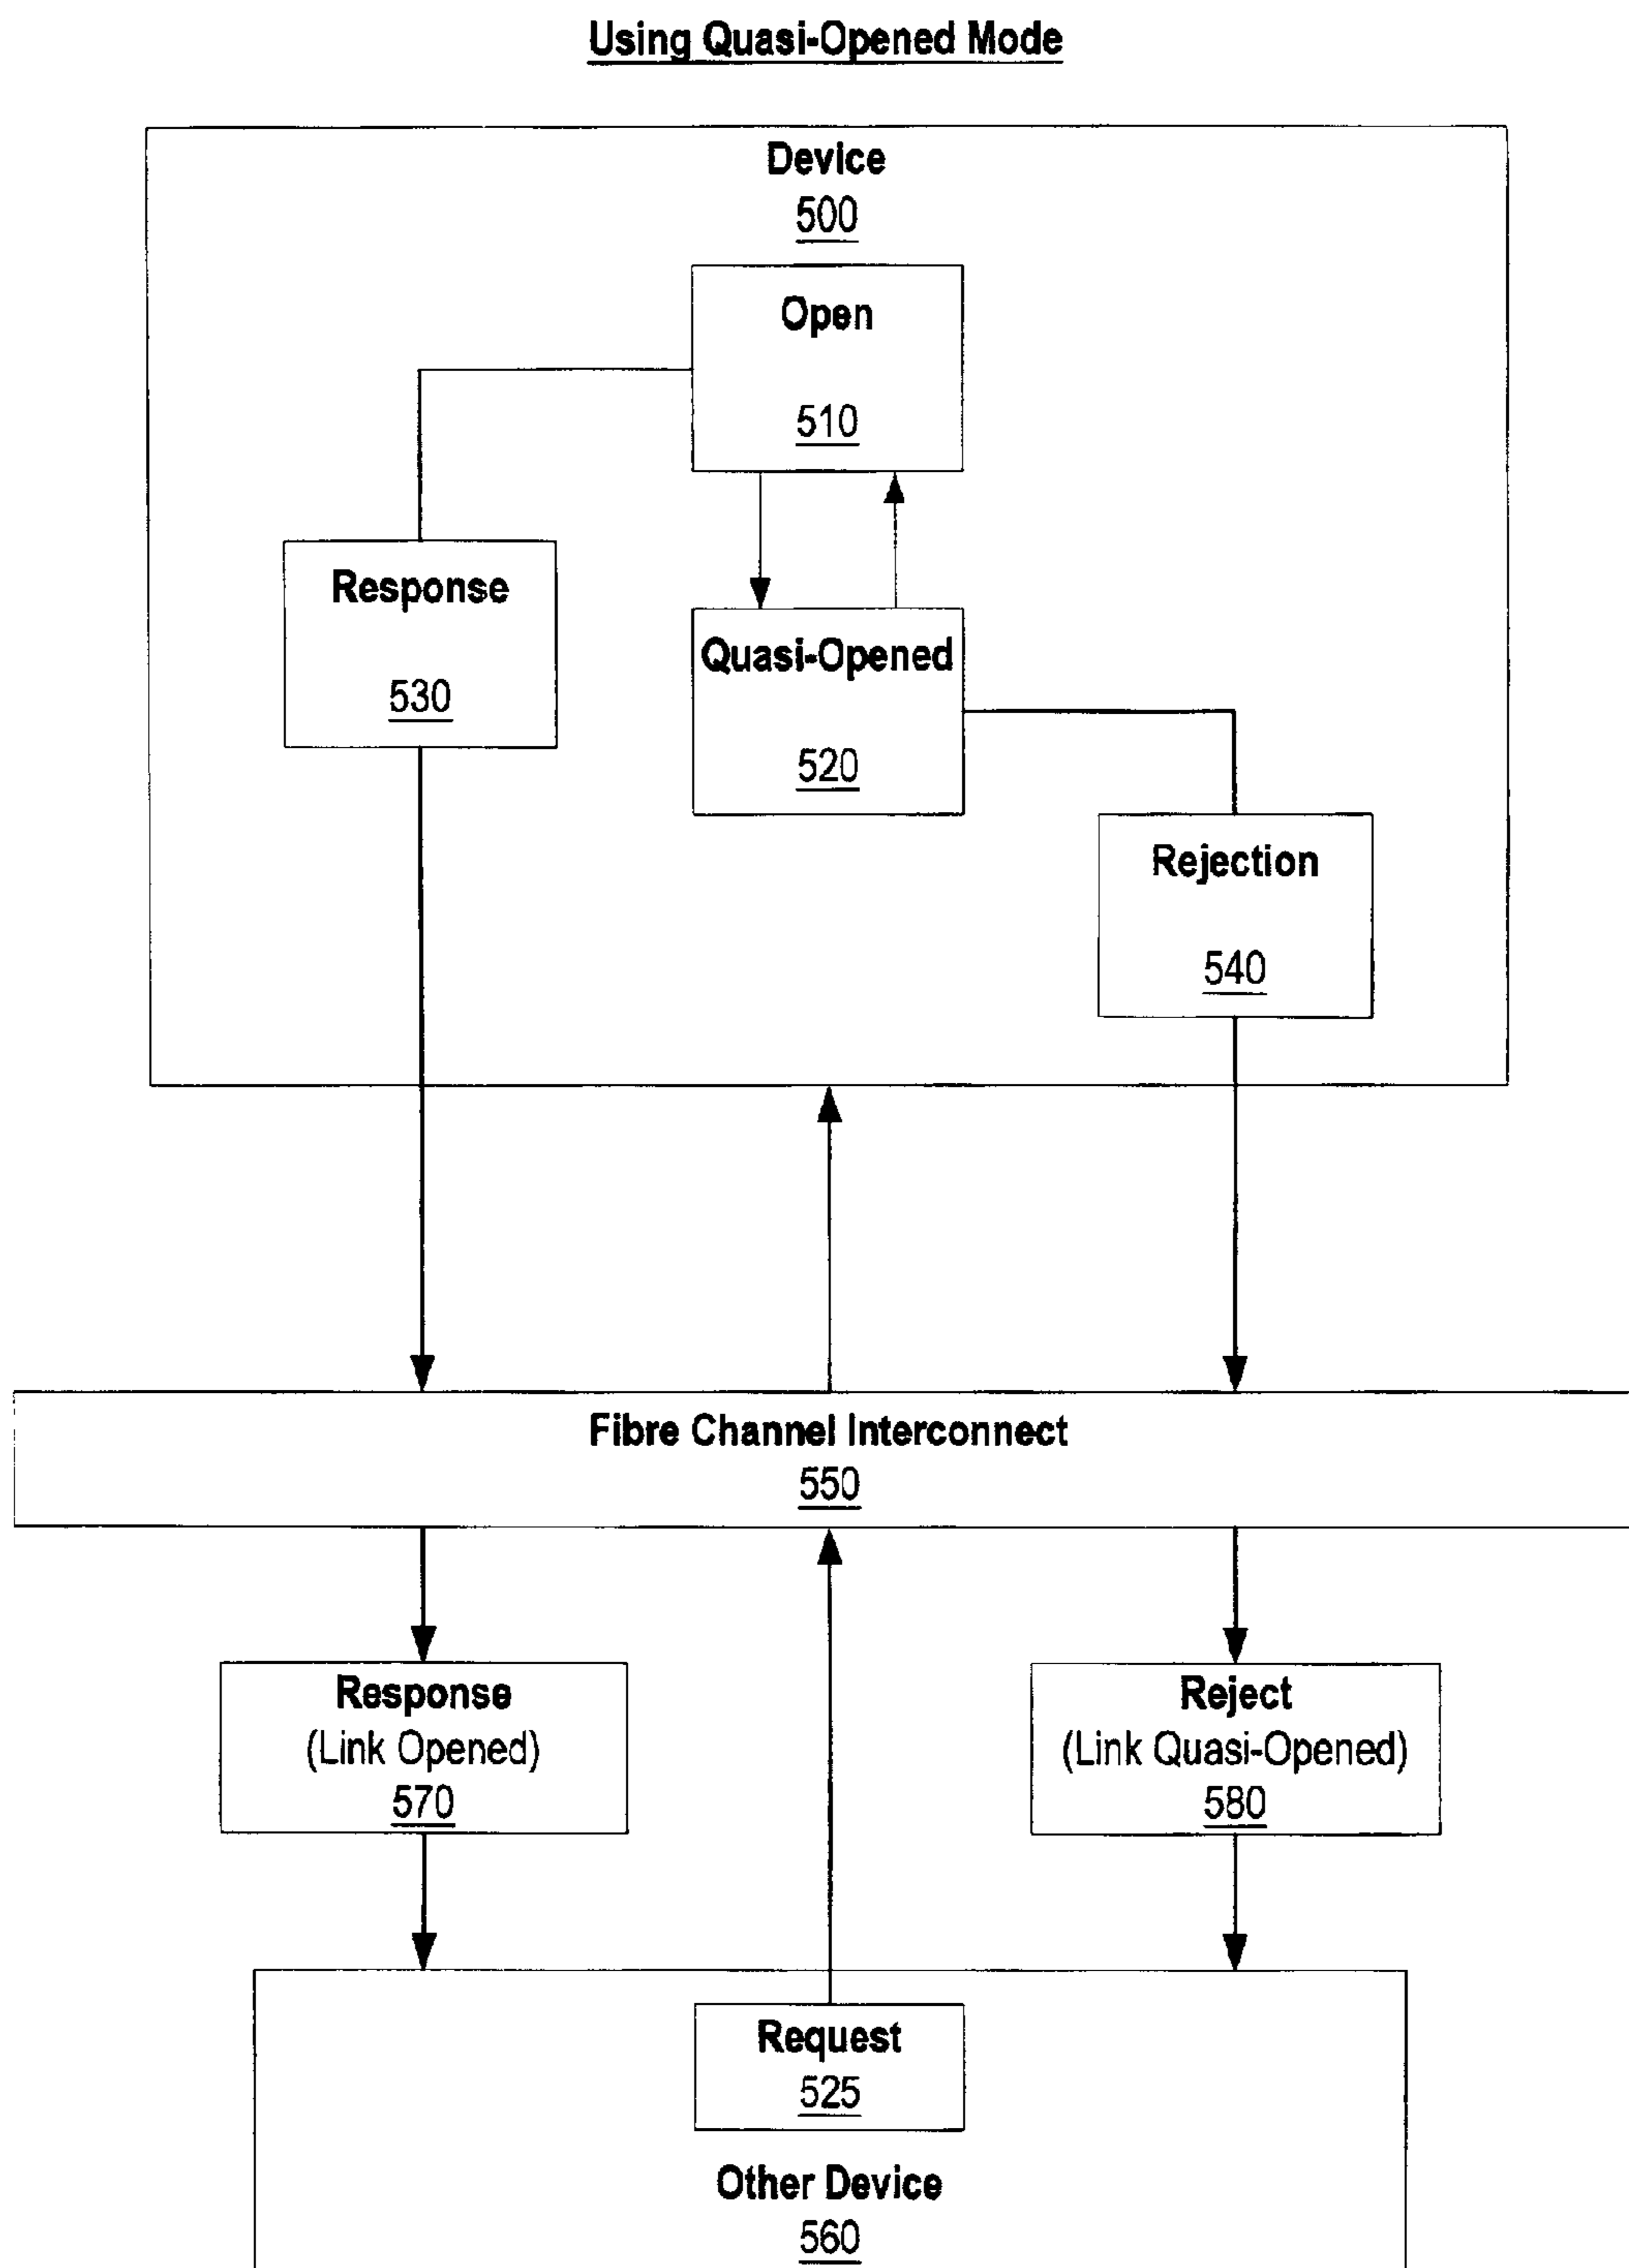 Using Quasi-Opened Mode
Device
500
Open
510
Response
530
Quasi-Opened
520
Rejection
540
Fibre Channel Interconnect
550
Response
(Link Opened)
570
Reject
(Link Quasi-Opened)
580
Request
525
Other Device
560